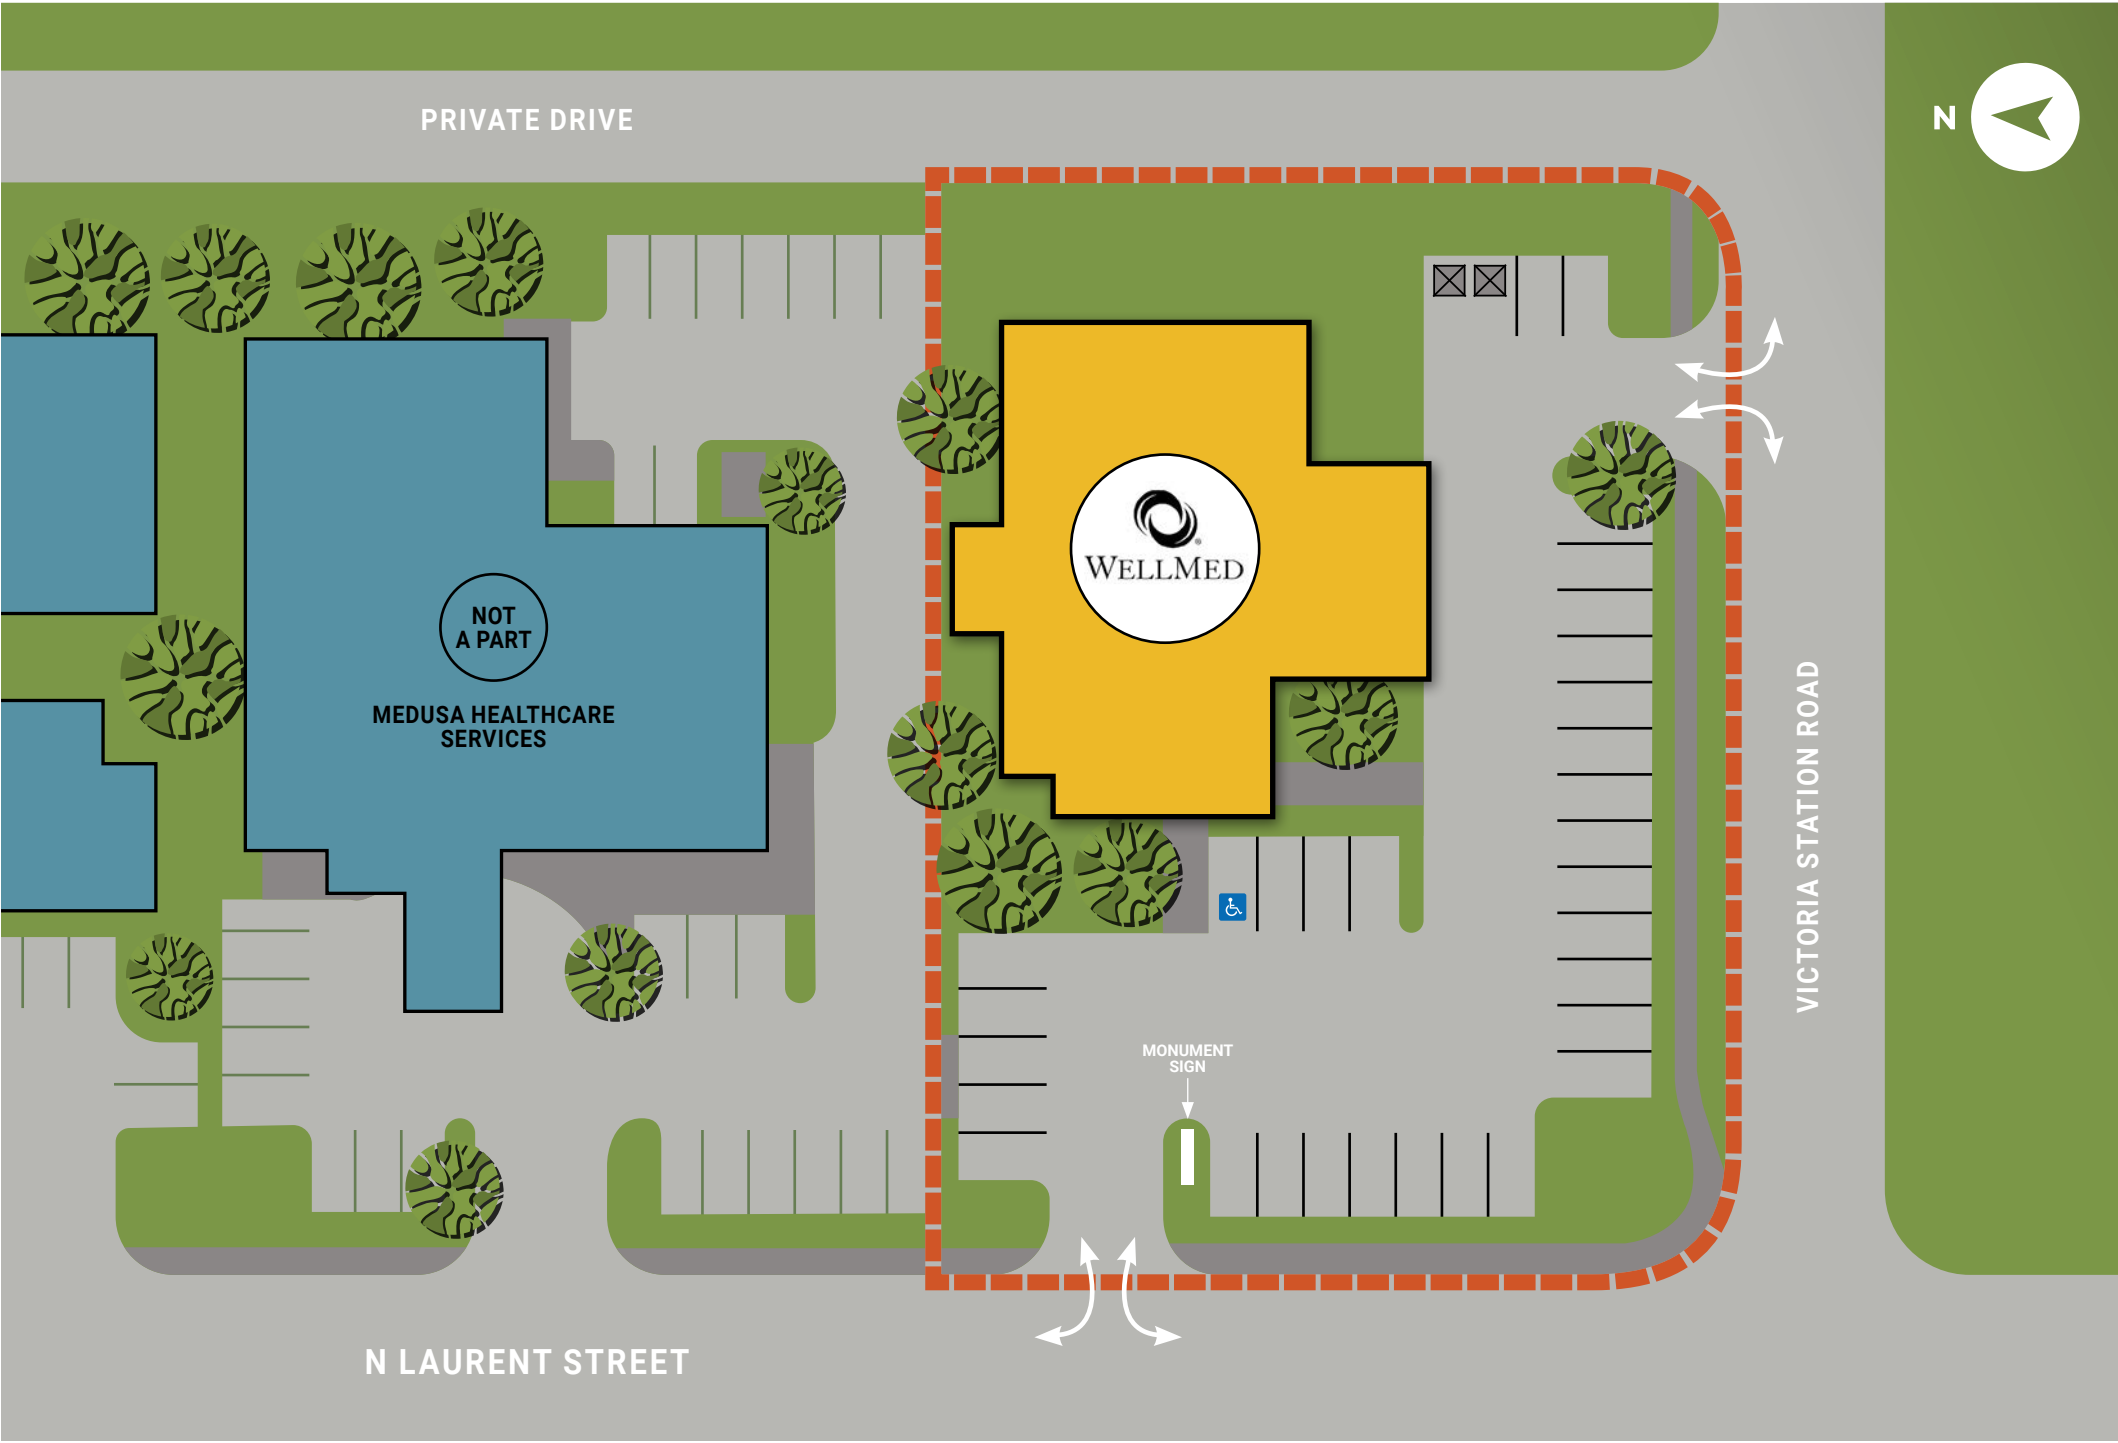 PRIVATE DRIVE
N
WELLMED
NOT
A PART
MEDUSA HEALTHCARE
SERVICES
VICTORIA STATION ROAD
MONUMENT
SIGN
N LAURENT STREET